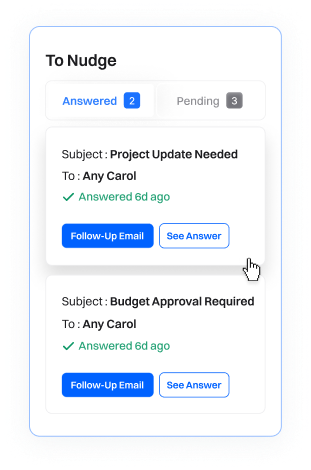 To Nudge
Answered 2 Pending 3
Subject : Project Update Needed
To : Any Carol
Answered 6d ago
Follow-Up Email See Answer
Subject : Budget Approval Required
To : Any Carol
Answered 6d ago
Follow-Up Email See Answer